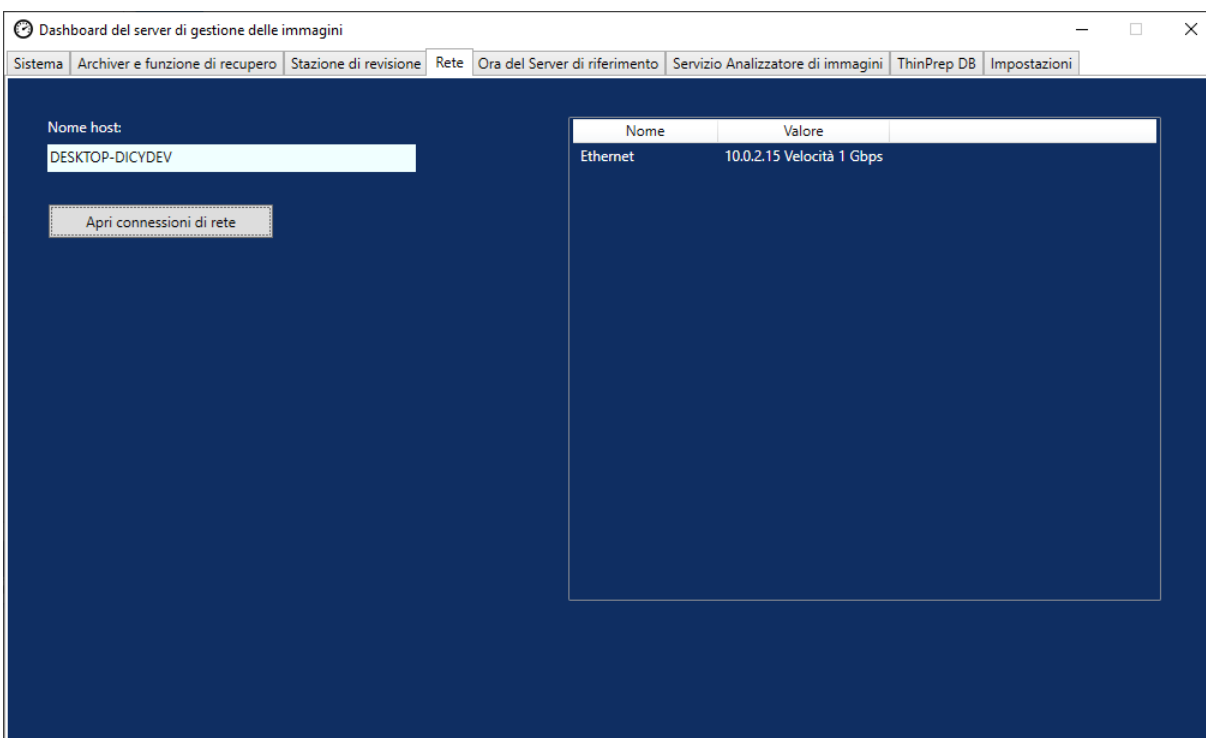 Dashboard del server di gestione delle immagini
Sistema Archiver e funzione di recupero Stazione di revisione Rete Ora del Server di riferimento Servizio Analizzatore di immagini ThinPrep DB Impostazioni
Nome host:
DESKTOP-DICYDEV
Apri connessioni di rete
Nome Valore
Ethernet 10.0.2.15 Velocità 1 Gbps